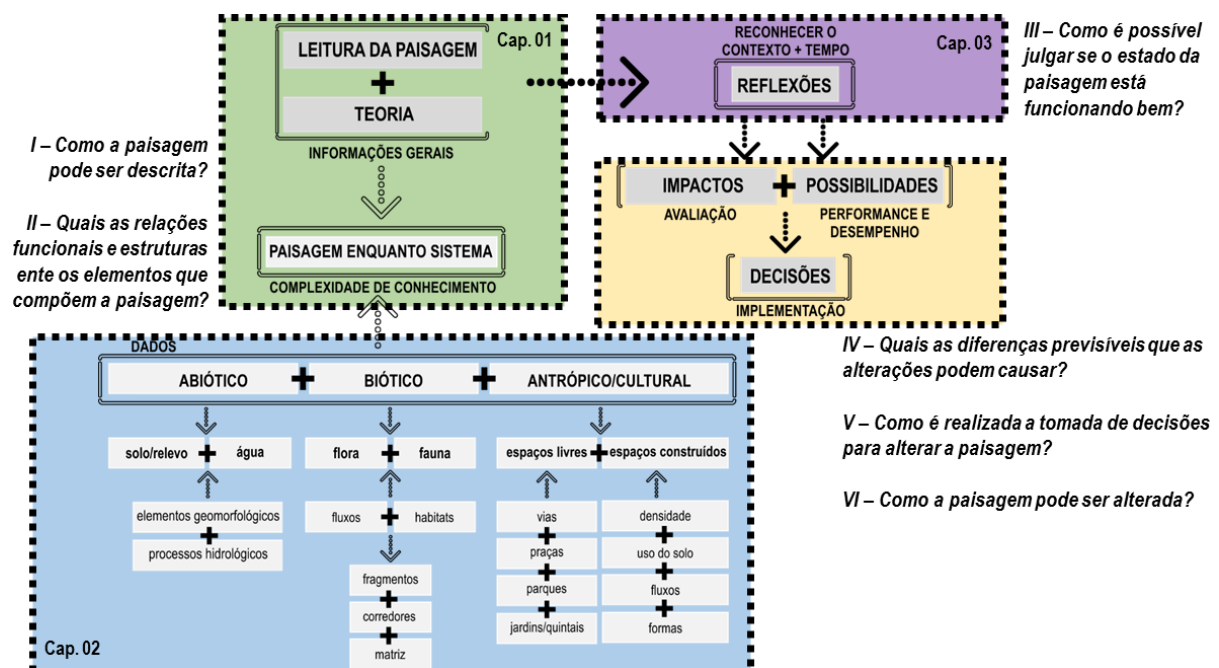 LEITURA DA PAISAGEM
+
TEORIA
INFORMAÇÕES GERAIS
Cap. 01
PAISAGEM ENQUANTO SISTEMA
COMPLEXIDADE DE CONHECIMENTO
I – Como a paisagem
pode ser descrita?
II – Quais as relações
funcionais e estruturas
ente os elementos que
compõem a paisagem?
RECONHECER O
CONTEXTO + TEMPO
REFLEXÕES
Cap. 03
III – Como é possível
julgar se o estado da
paisagem está
funcionando bem?
IMPACTOS + POSSIBILIDADES
AVALIAÇÃO
PERFORMANCE E
DESEMPENHO
DECISÕES
IMPLEMENTAÇÃO
IV – Quais as diferenças previsíveis que as
alterações podem causar?
V – Como é realizada a tomada de decisões
para alterar a paisagem?
VI – Como a paisagem pode ser alterada?
DADOS
ABIÓTICO + BIÓTICO + ANTRÓPICO/CULTURAL
solo/relevo + água
elementos geomorfológicos
+
processos hidrológicos
flora + fauna
fluxos + habitats
fragmentos
+
corredores
+
matriz
espaços livres + espaços construídos
vias
+
praças
+
parques
+
jardins/quintais
densidade
+
uso do solo
+
fluxos
+
formas
Cap. 02